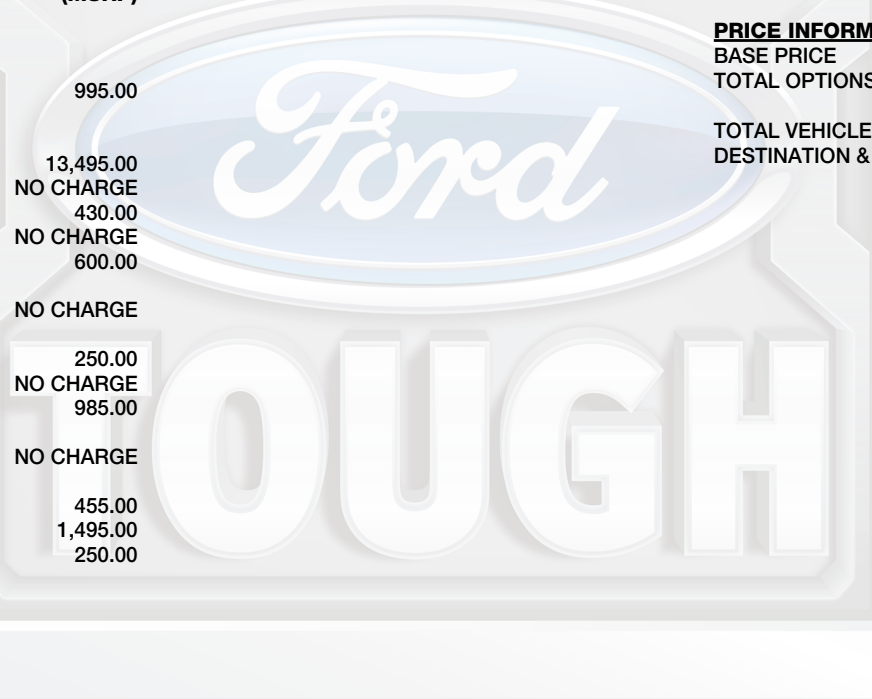 PRICE INFORM
BASE PRICE
TOTAL OPTIONS
TOTAL VEHICLE
DESTINATION &
995.00
13,495.00
NO CHARGE
430.00
NO CHARGE
600.00
NO CHARGE
250.00
NO CHARGE
985.00
NO CHARGE
455.00
1,495.00
250.00
Ford
TOUGH